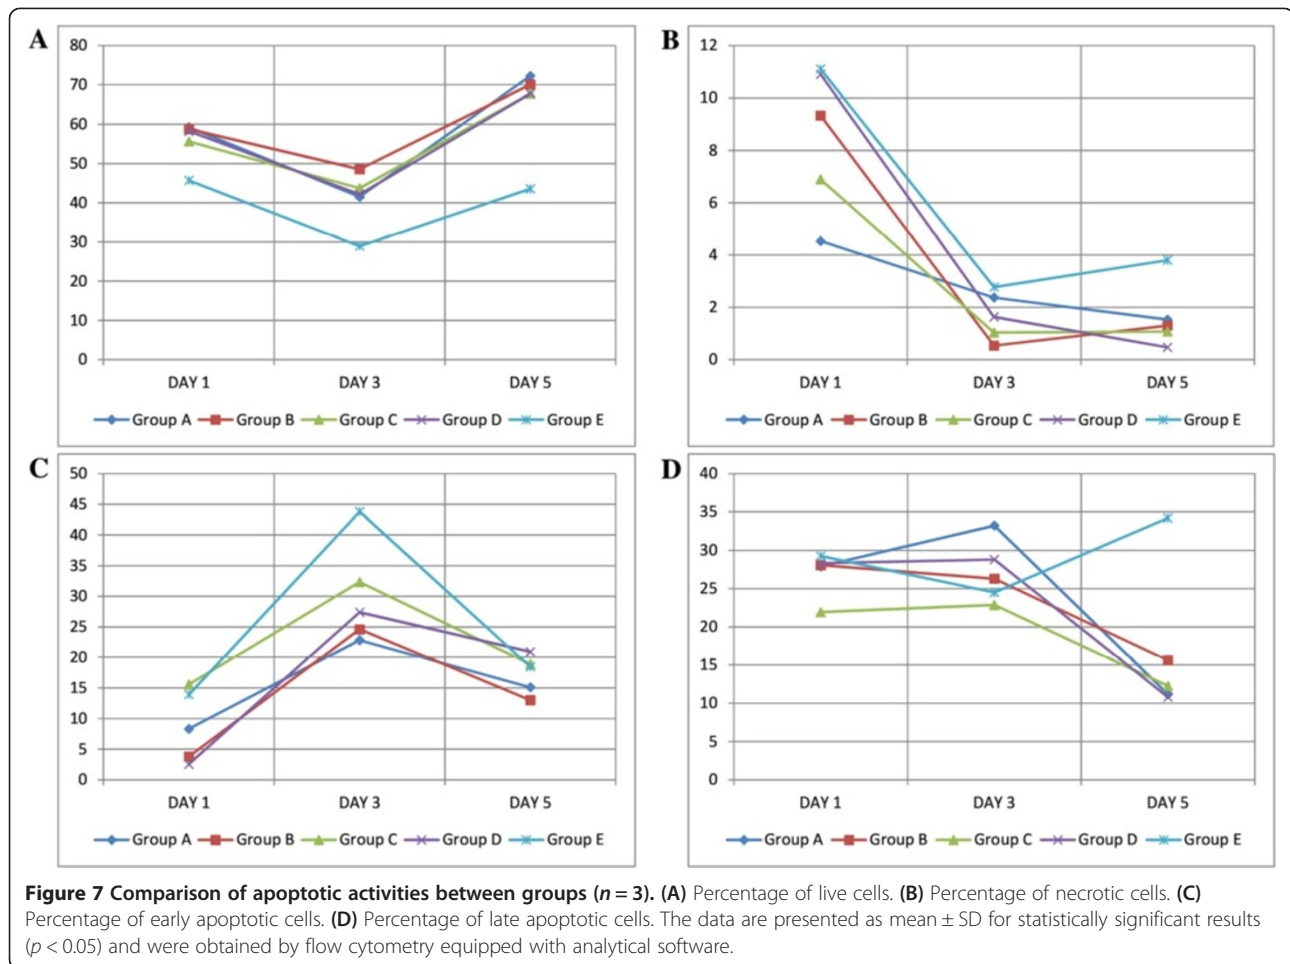 A
80
70
60
50
40
30
20
10
0
DAY 1 DAY 3 DAY 5
Group A Group B Group C Group D Group E
B
12
10
8
6
4
2
0
DAY 1 DAY 3 DAY 5
Group A Group B Group C Group D Group E
C
50
45
40
35
30
25
20
15
10
5
0
DAY 1 DAY 3 DAY 5
Group A Group B Group C Group D Group E
D
40
35
30
25
20
15
10
5
0
DAY 1 DAY 3 DAY 5
Group A Group B Group C Group D Group E
Figure 7 Comparison of apoptotic activities between groups (n = 3). (A) Percentage of live cells. (B) Percentage of necrotic cells. (C)
Percentage of early apoptotic cells. (D) Percentage of late apoptotic cells. The data are presented as mean ± SD for statistically significant results
(p < 0.05) and were obtained by flow cytometry equipped with analytical software.